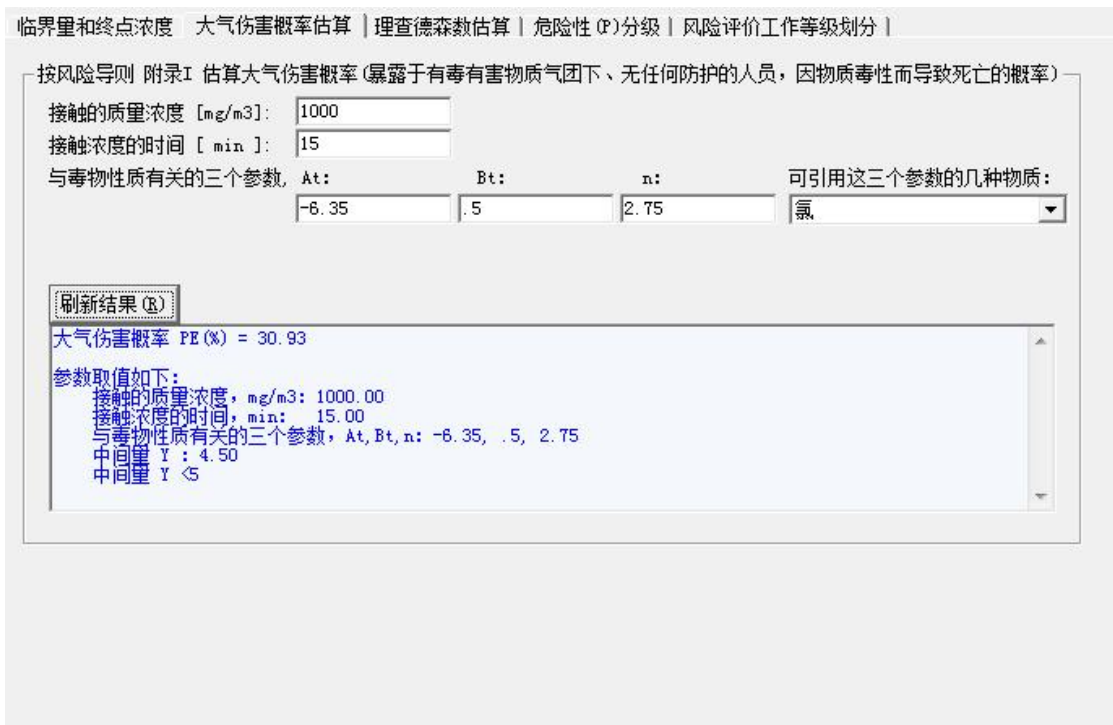 临界量和终点浓度 大气伤害概率估算 理查德森数估算 危险性(P)分级 风险评价工作等级划分
按风险导则 附录I 估算大气伤害概率(暴露于有毒有害物质气团下、无任何防护的人员，因物质毒性而导致死亡的概率)
接触的质量浓度 [mg/m3]: 1000
接触浓度的时间 [ min ]: 15
与毒物性质有关的三个参数, At: Bt: n: 可引用这三个参数的几种物质:
-6.35 .5 2.75 氯
刷新结果(R)
大气伤害概率 PE(%) = 30.93
参数取值如下:
接触的质量浓度, mg/m3: 1000.00
接触浓度的时间, min: 15.00
与毒物性质有关的三个参数, At,Bt,n: -6.35, .5, 2.75
中间量 Y : 4.50
中间量 Y <5